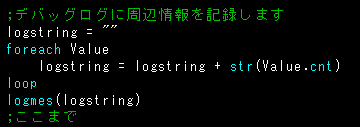 ;デバッグログに周辺情報を記録します
logstring = ""
foreach Value
    logstring = logstring + str(Value.cnt)
loop
logmes(logstring)
;ここまで